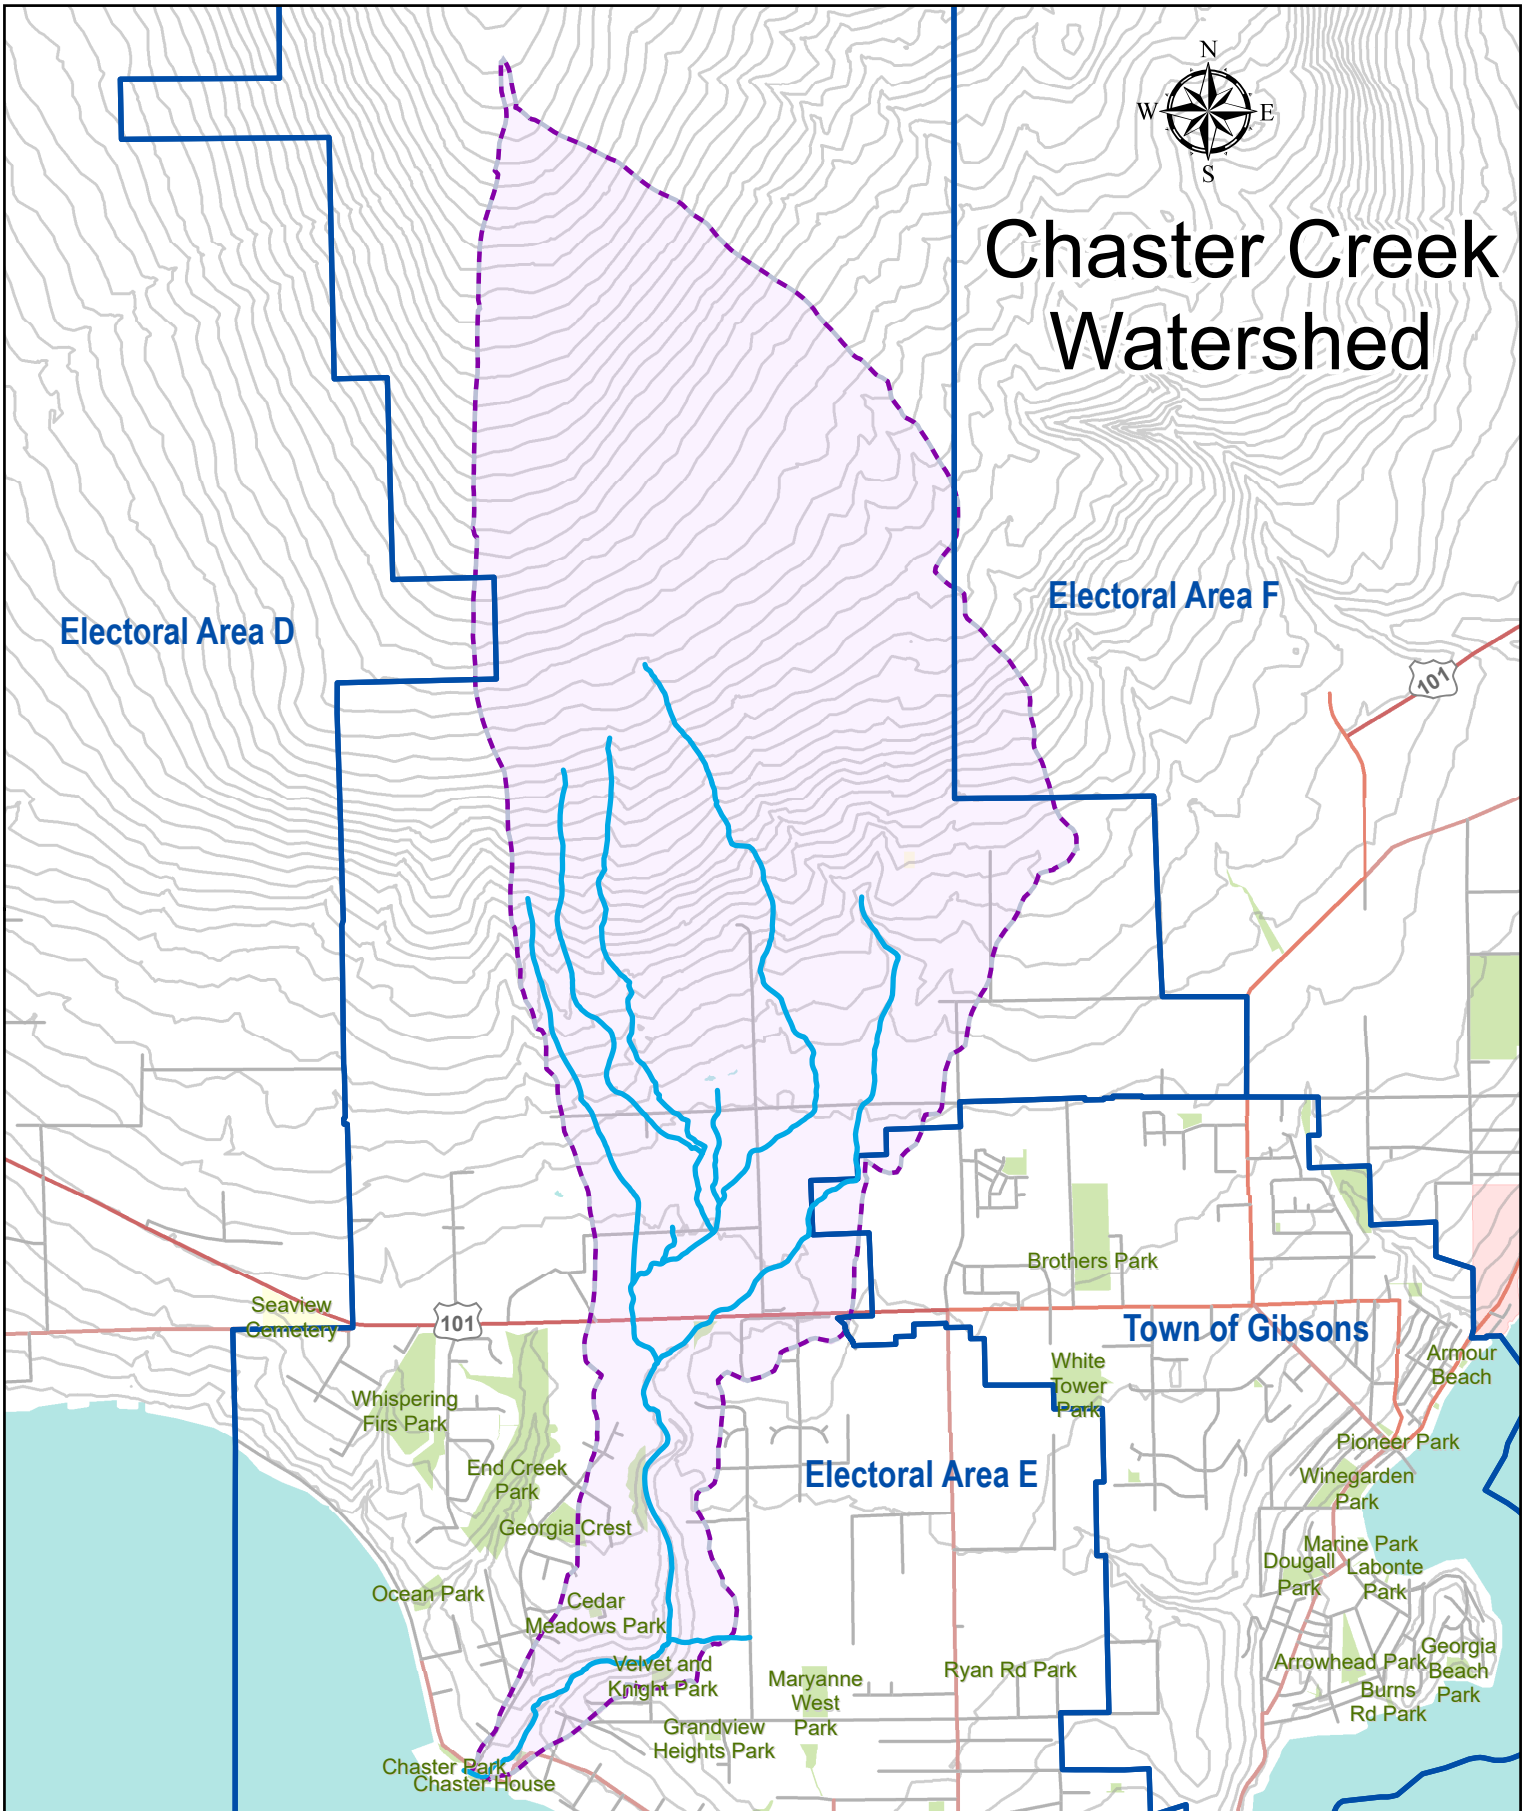 N
W E
S
Chaster Creek
Watershed
Electoral Area F
Electoral Area D
101
Brothers Park
Seaview
Cemetery
101
Town of Gibsons
Armour
Beach
White
Tower
Park
Whispering
Firs Park
Pioneer Park
End Creek
Park
Electoral Area E
Winegarden
Park
Georgia Crest
Marine Park
Dougall
Park
Labonte
Park
Ocean Park
Cedar
Meadows Park
Velvet and
Knight Park
Maryanne
West
Park
Ryan Rd Park
Arrowhead Park
Georgia
Beach
Park
Burns
Rd Park
Grandview
Heights Park
Chaster Park
Chaster House